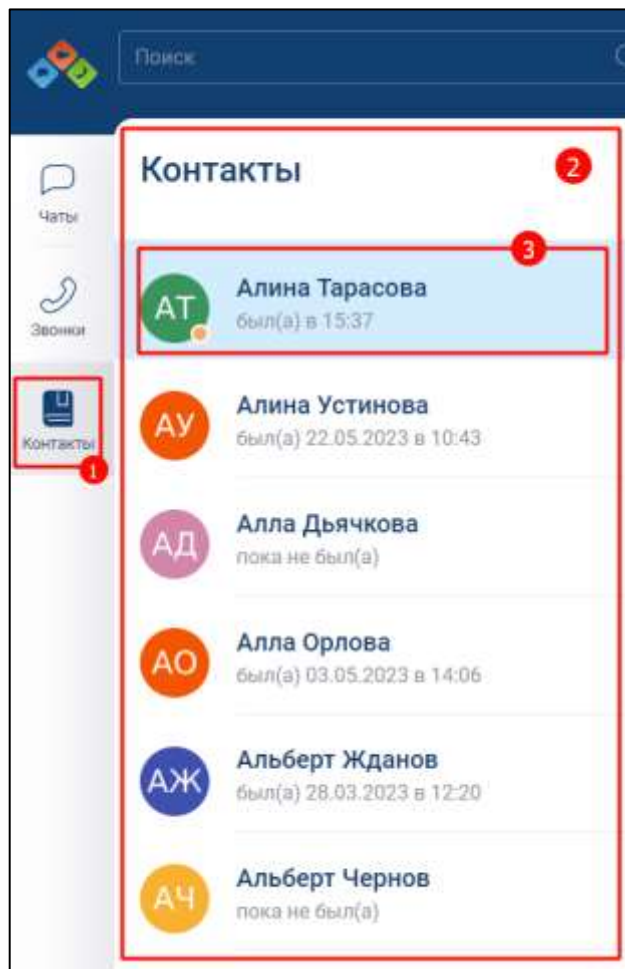 Поиск
Чаты
Звонки
Контакты
1
Контакты
2
3
АТ
Алина Тарасова
был(а) в 15:37
АУ
Алина Устинова
был(а) 22.05.2023 в 10:43
АД
Алла Дьячкова
пока не был(а)
АО
Алла Орлова
был(а) 03.05.2023 в 14:06
АЖ
Альберт Жданов
был(а) 28.03.2023 в 12:20
АЧ
Альберт Чернов
пока не был(а)